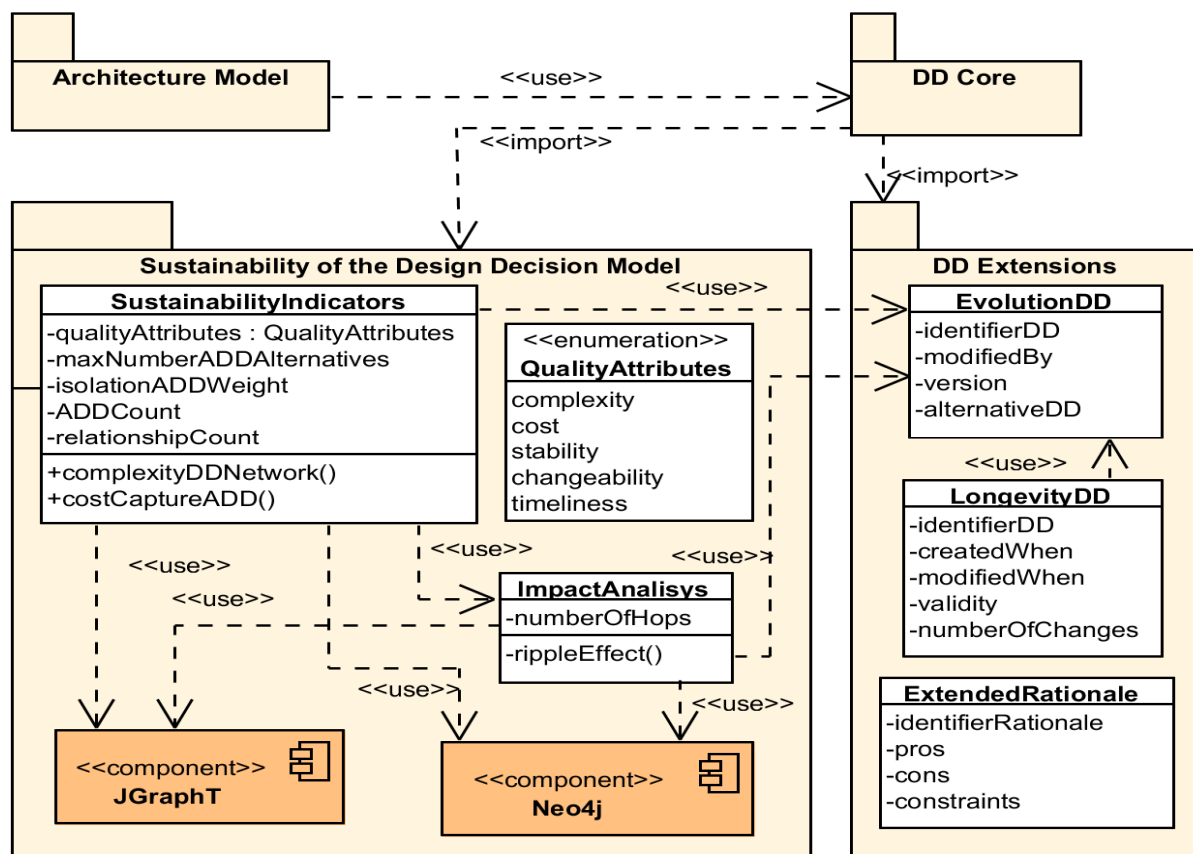 Architecture Model
<<use>>
DD Core
<<import>>
<<import>>
Sustainability of the Design Decision Model
SustainabilityIndicators
-qualityAttributes : QualityAttributes
-maxNumberADDAlternatives
-isolationADDWeight
-ADDCount
-relationshipCount
+complexityDDNetwork()
+costCaptureADD()
<<use>>
<<enumeration>>
QualityAttributes
complexity
cost
stability
changeability
timeliness
DD Extensions
EvolutionDD
-identifierDD
-modifiedBy
-version
-alternativeDD
<<use>>
LongevityDD
-identifierDD
-createdWhen
-modifiedWhen
-validity
-numberOfChanges
<<use>>
<<use>>
<<use>>
<<use>>
ImpactAnalisys
-numberOfHops
-rippleEffect()
<<use>>
<<use>>
ExtendedRationale
-identifierRationale
-pros
-cons
-constraints
<<component>>
JGraphT
<<component>>
Neo4j